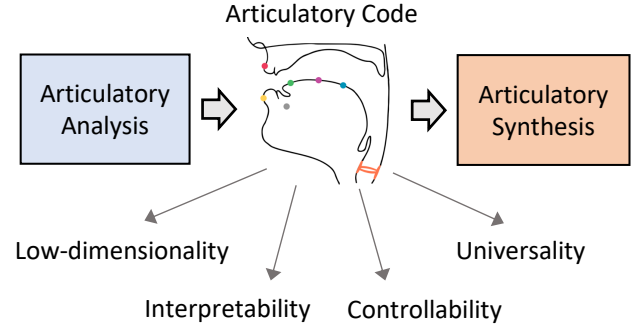 Articulatory Code
Articulatory
Analysis
Articulatory
Synthesis
Low-dimensionality
Universality
Interpretability
Controllability